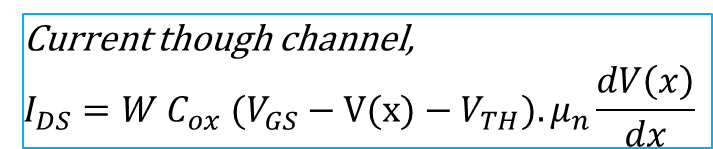 Current though channel,
I_DS = W C_ox (V_GS − V(x) − V_TH).μ_n dV(x)/dx